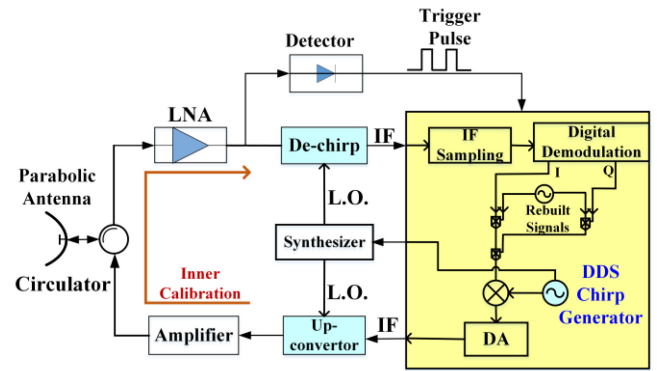 Trigger
Pulse
Detector
LNA
De-chirp
IF
IF
Sampling
Digital
Demodulation
I
Q
Rebuilt
Signals
Parabolic
Antenna
Circulator
L.O.
Synthesizer
L.O.
Inner
Calibration
DDS
Chirp
Generator
Amplifier
Up-
convertor
IF
DA